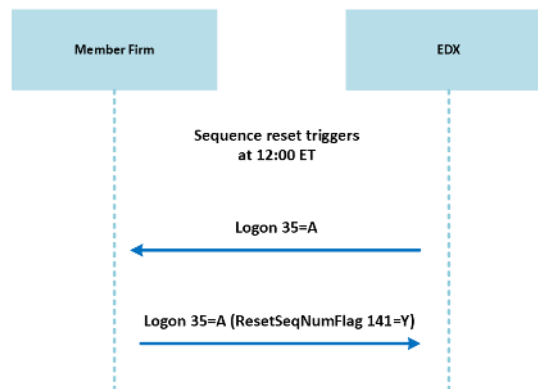 Member Firm
EDX
Sequence reset triggers
at 12:00 ET
Logon 35=A
Logon 35=A (ResetSeqNumFlag 141=Y)